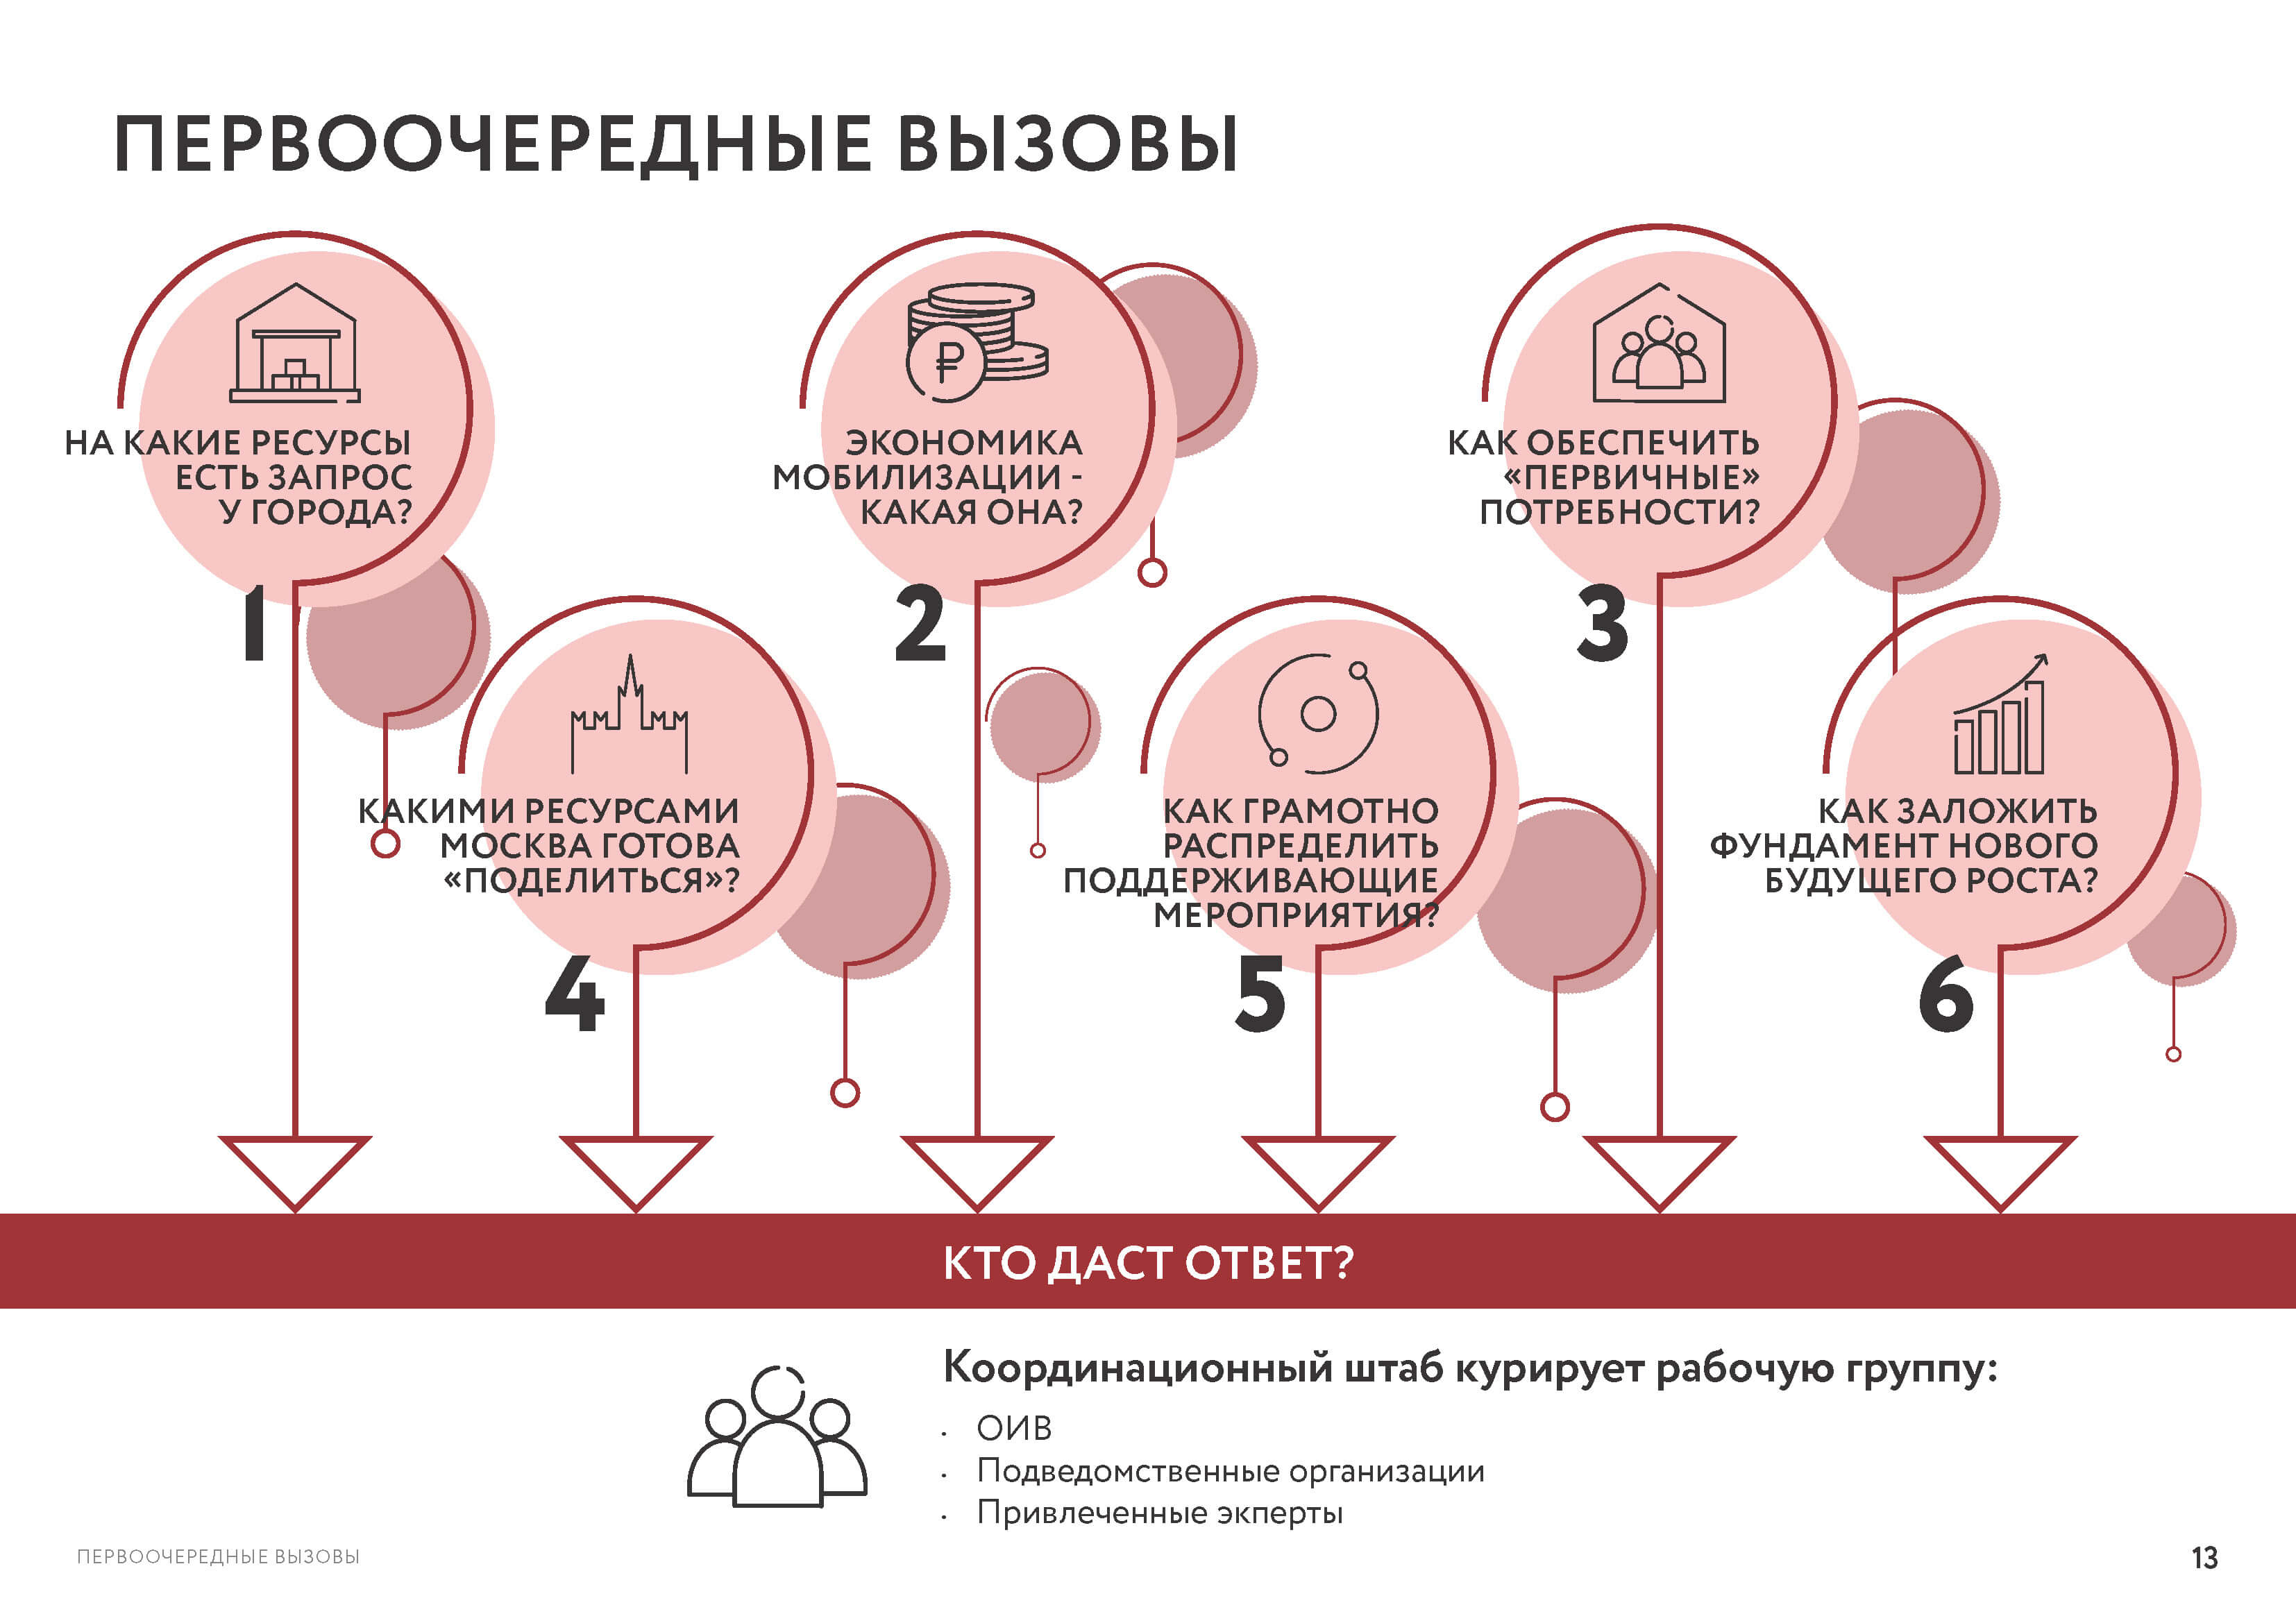 ПЕРВООЧЕРЕДНЫЕ ВЫЗОВЫ
НА КАКИЕ РЕСУРСЫ
ЕСТЬ ЗАПРОС
У ГОРОДА?
1
ЭКОНОМИКА
МОБИЛИЗАЦИИ -
КАКАЯ ОНА?
2
КАК ОБЕСПЕЧИТЬ
«ПЕРВИЧНЫЕ»
ПОТРЕБНОСТИ?
3
КАКИМИ РЕСУРСАМИ
МОСКВА ГОТОВА
«ПОДЕЛИТЬСЯ»?
4
КАК ГРАМОТНО
РАСПРЕДЕЛИТЬ
ПОДДЕРЖИВАЮЩИЕ
МЕРОПРИЯТИЯ?
5
КАК ЗАЛОЖИТЬ
ФУНДАМЕНТ НОВОГО
БУДУЩЕГО РОСТА?
6
КТО ДАСТ ОТВЕТ?
Координационный штаб курирует рабочую группу:
• ОИВ
• Подведомственные организации
• Привлеченные экперты
ПЕРВООЧЕРЕДНЫЕ ВЫЗОВЫ
13